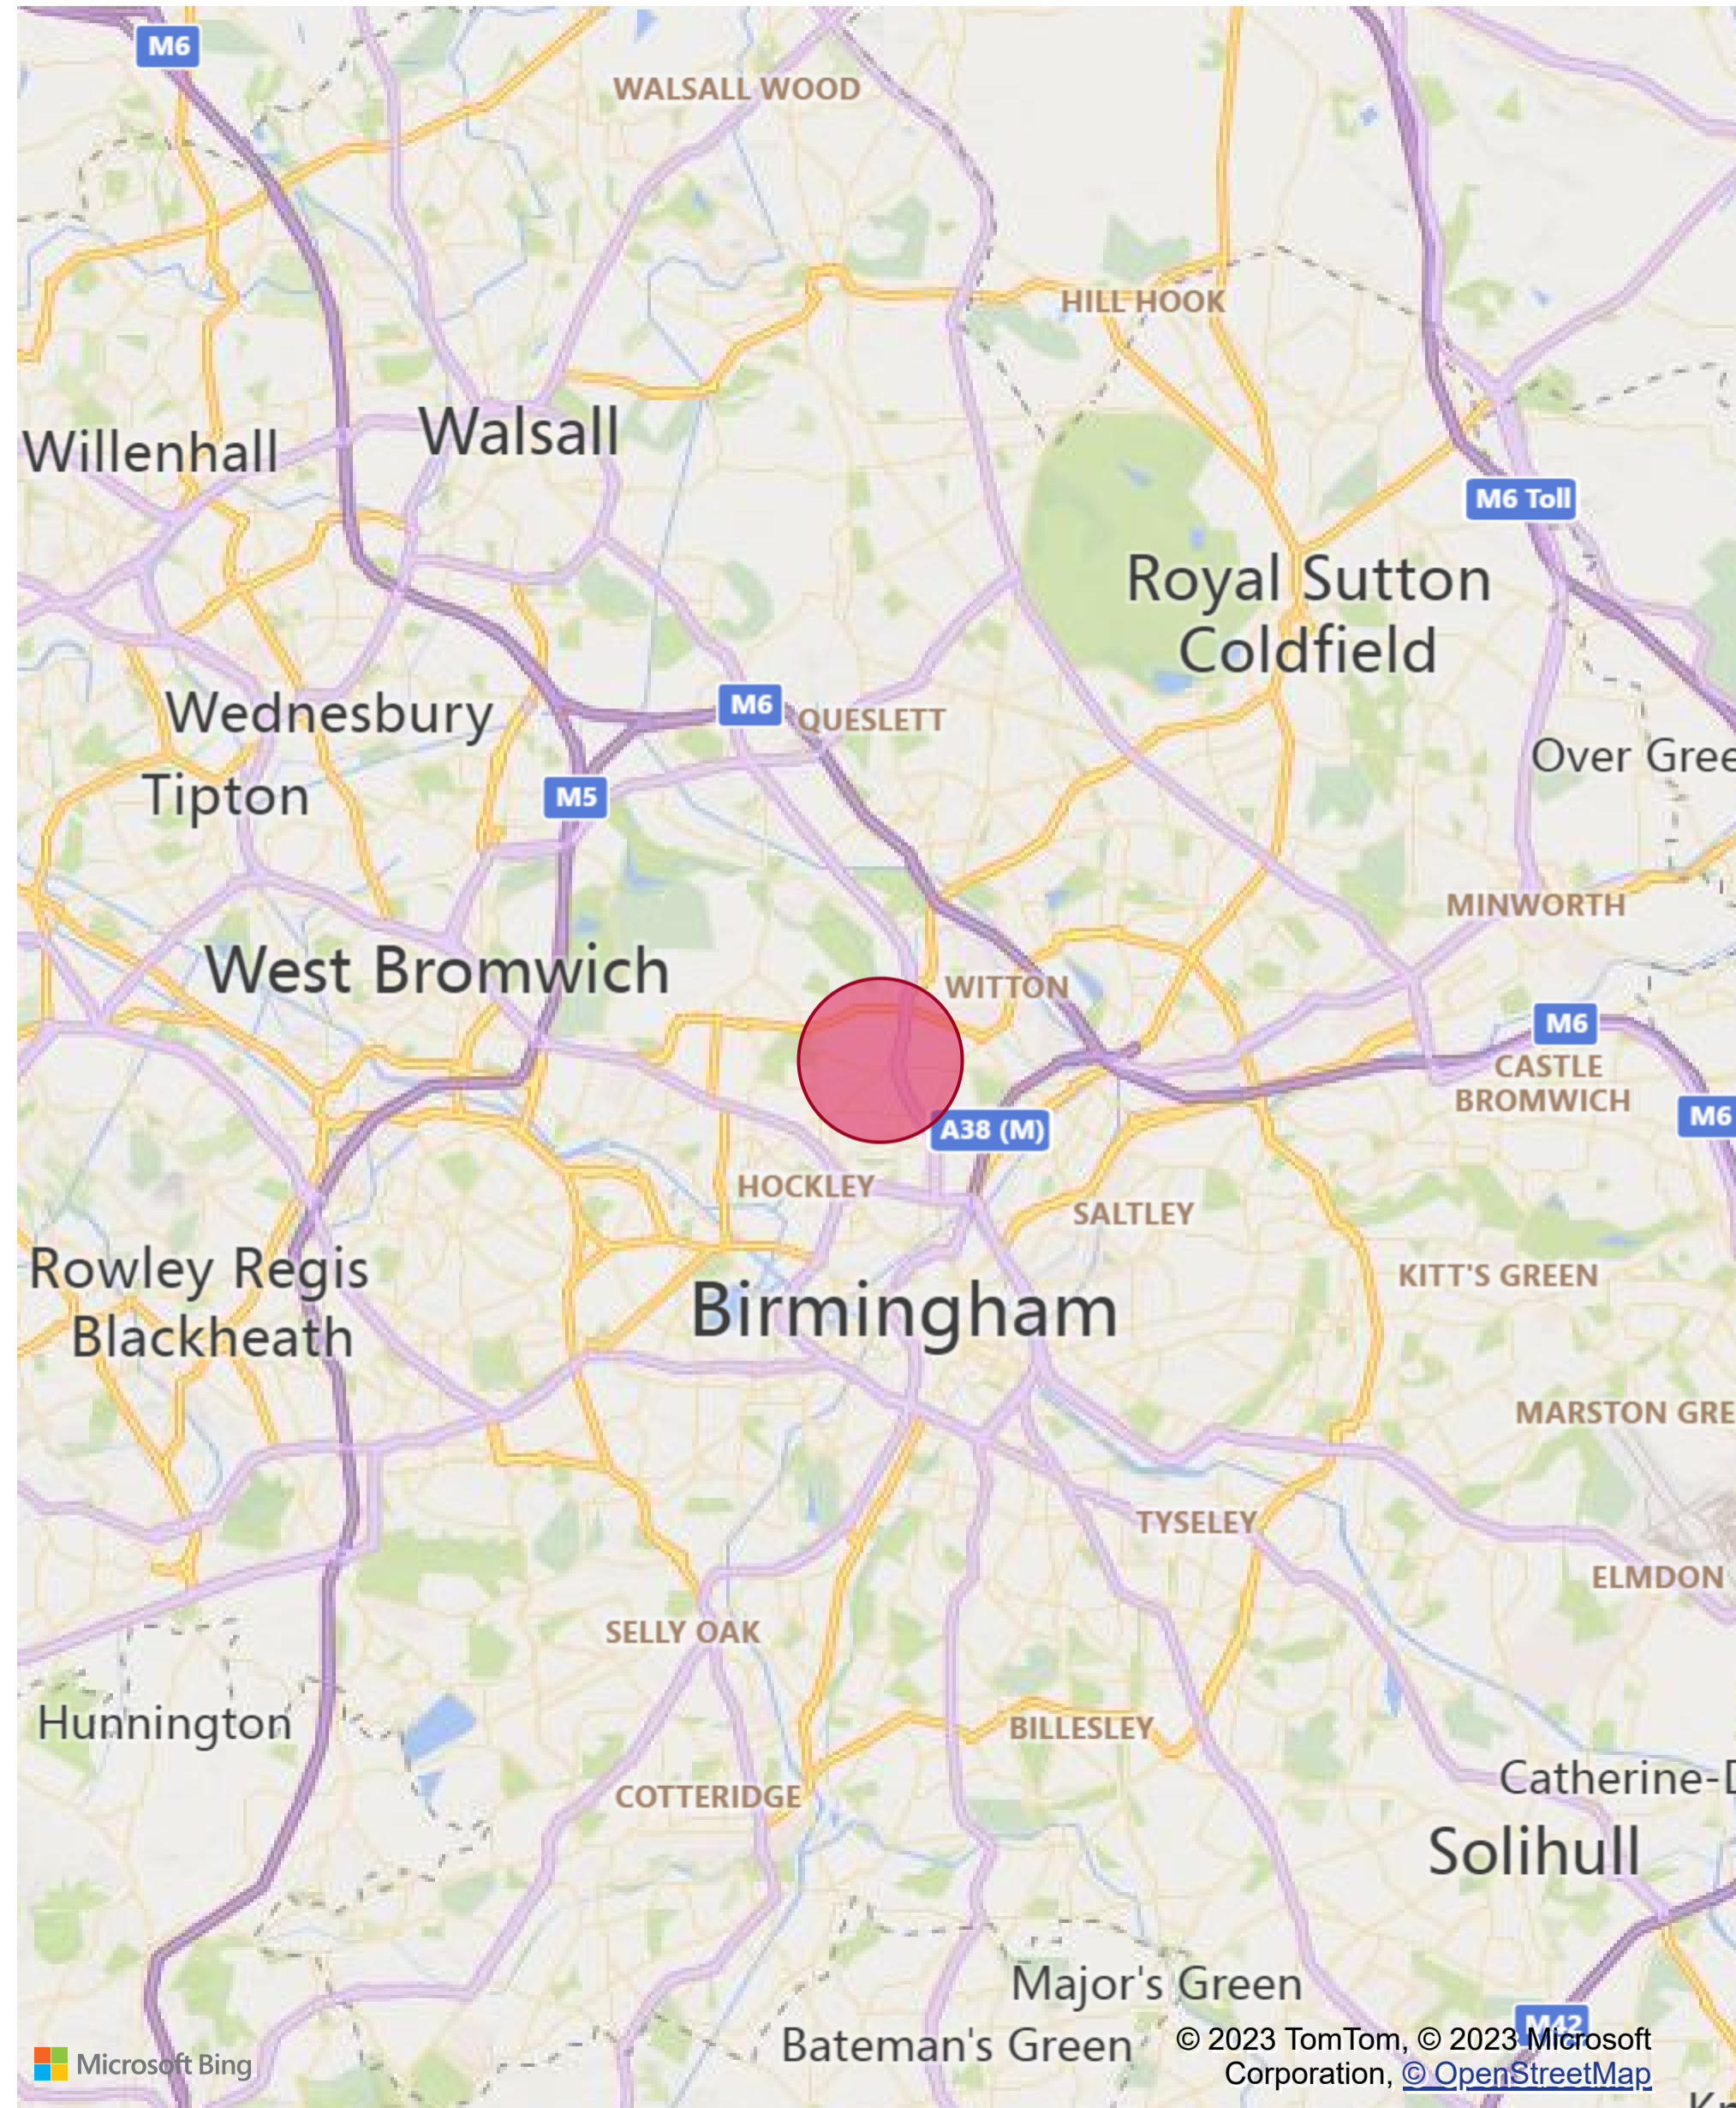 M6
WALSALL WOOD
HILL HOOK
Walsall
Willenhall
M6 Toll
Royal Sutton
Coldfield
M6
Wednesbury
QUESLETT
Over Gree
Tipton
M5
MINWORTH
West Bromwich
WITTON
M6
CASTLE
BROMWICH
M6
A38 (M)
HOCKLEY
SALTLEY
Rowley Regis
KITT'S GREEN
Birmingham
Blackheath
MARSTON GRE
TYSELEY
ELMDON
SELLY OAK
Hunnington
BILLESLEY
Catherine-D
COTTERIDGE
Solihull
Major's Green
M42
Bateman's Green
© 2023 TomTom, © 2023 Microsoft
Corporation, © OpenStreetMap
Microsoft Bing